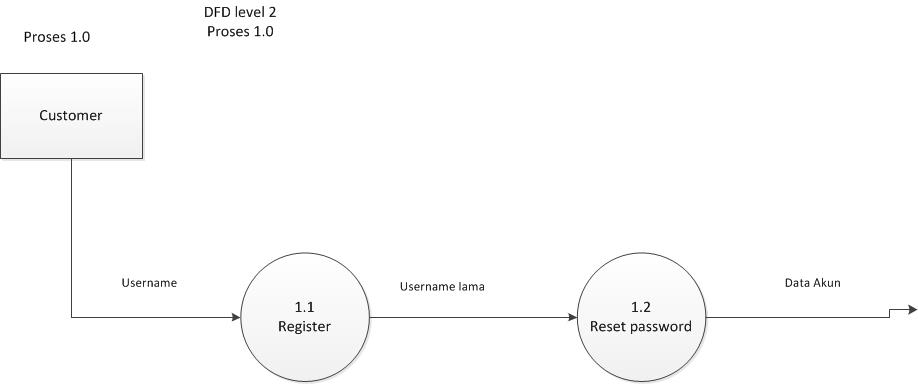 DFD level 2
Proses 1.0
Proses 1.0
Customer
Username
Username lama
Data Akun
1.1
Register
1.2
Reset password